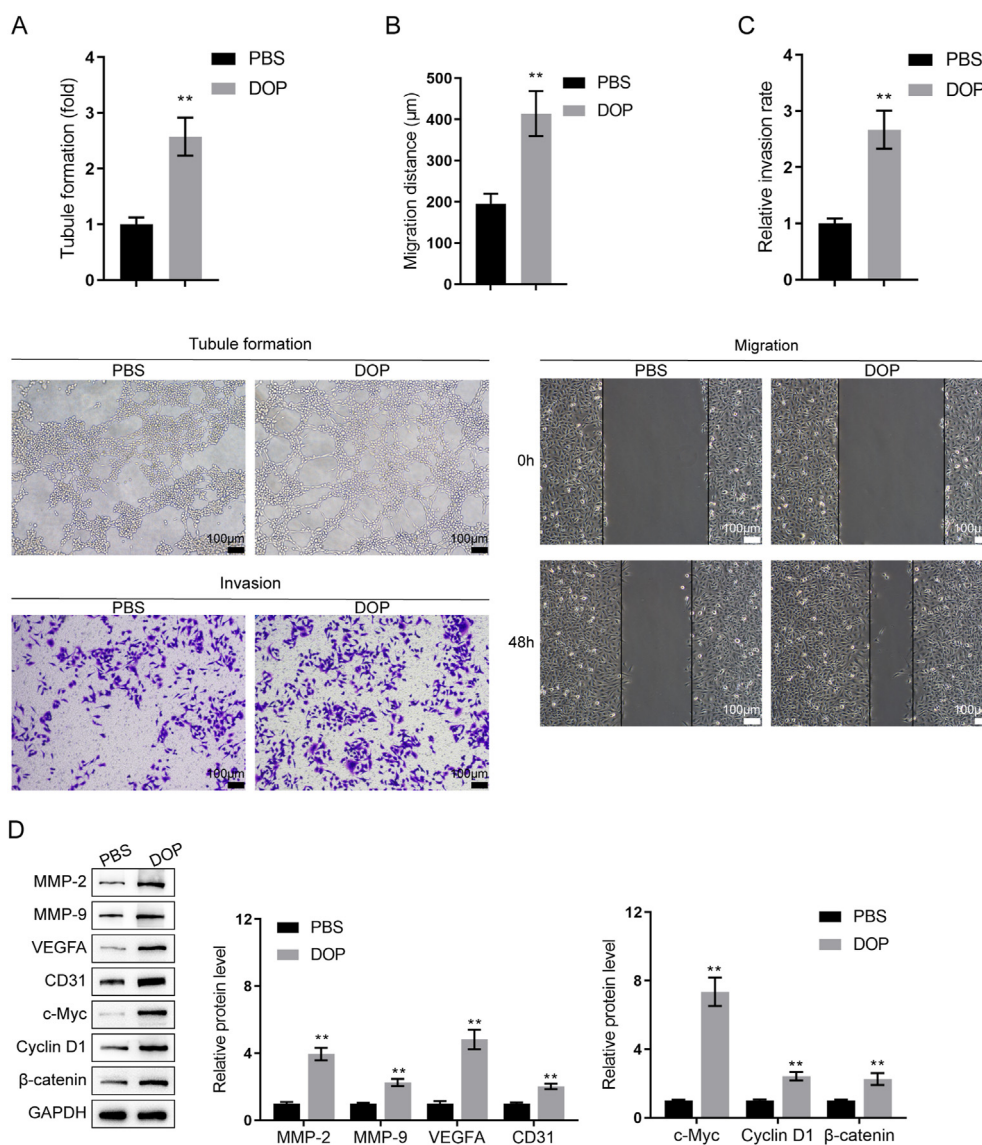 A
Tubule formation (fold)
4
3
2
1
0
**
PBS
DOP
B
Migration distance (μm)
500
400
300
200
100
0
**
PBS
DOP
C
Relative invasion rate
4
3
2
1
0
**
PBS
DOP
Tubule formation
PBS DOP
100μm 100μm
Invasion
PBS DOP
100μm 100μm
Migration
PBS DOP
0h
100μm 100μm
48h
100μm 100μm
D
PBS DOP
MMP-2
MMP-9
VEGFA
CD31
c-Myc
Cyclin D1
β-catenin
GAPDH
Relative protein level
12
8
4
0
PBS
DOP
** ** ** **
MMP-2 MMP-9 VEGFA CD31
Relative protein level
12
8
4
0
PBS
DOP
** ** **
c-Myc Cyclin D1 β-catenin